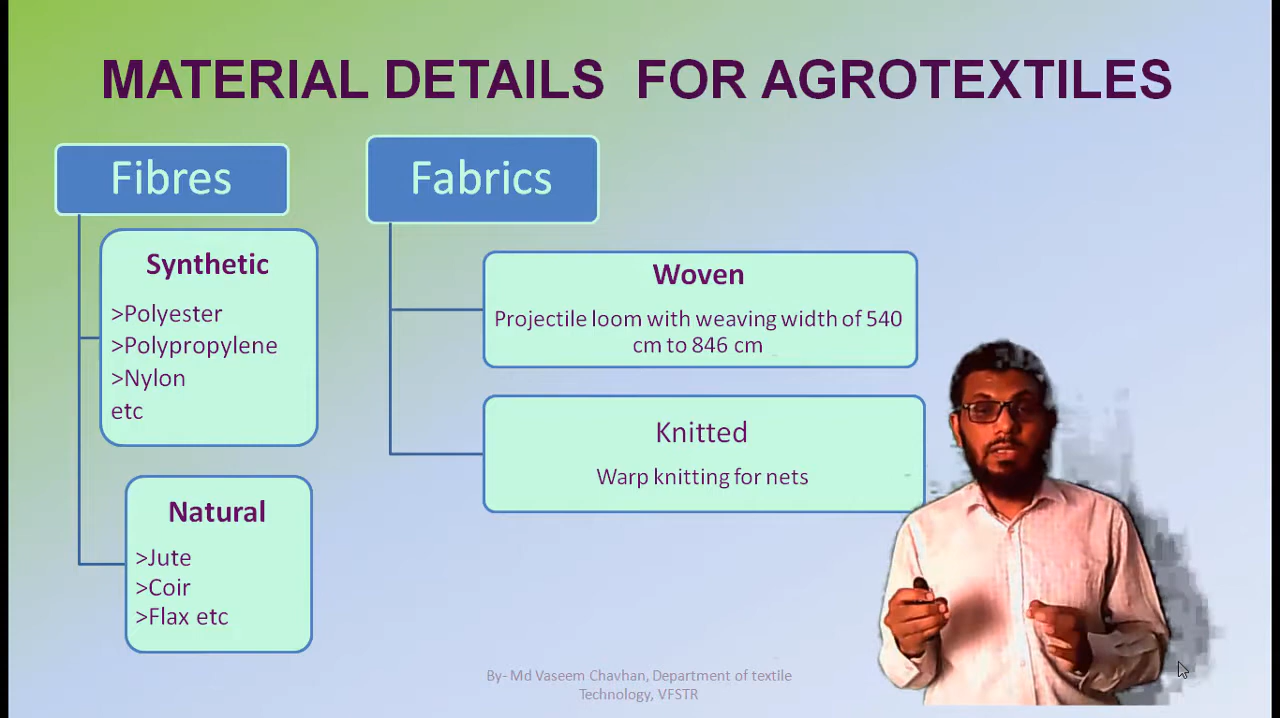 MATERIAL DETAILS FOR AGROTEXTILES
Fibres
Synthetic
>Polyester
>Polypropylene
>Nylon
etc
Natural
>Jute
>Coir
>Flax etc
Fabrics
Woven
Projectile loom with weaving width of 540
cm to 846 cm
Knitted
Warp knitting for nets
By- Md Vaseem Chavhan, Department of textile
Technology, VFSTR